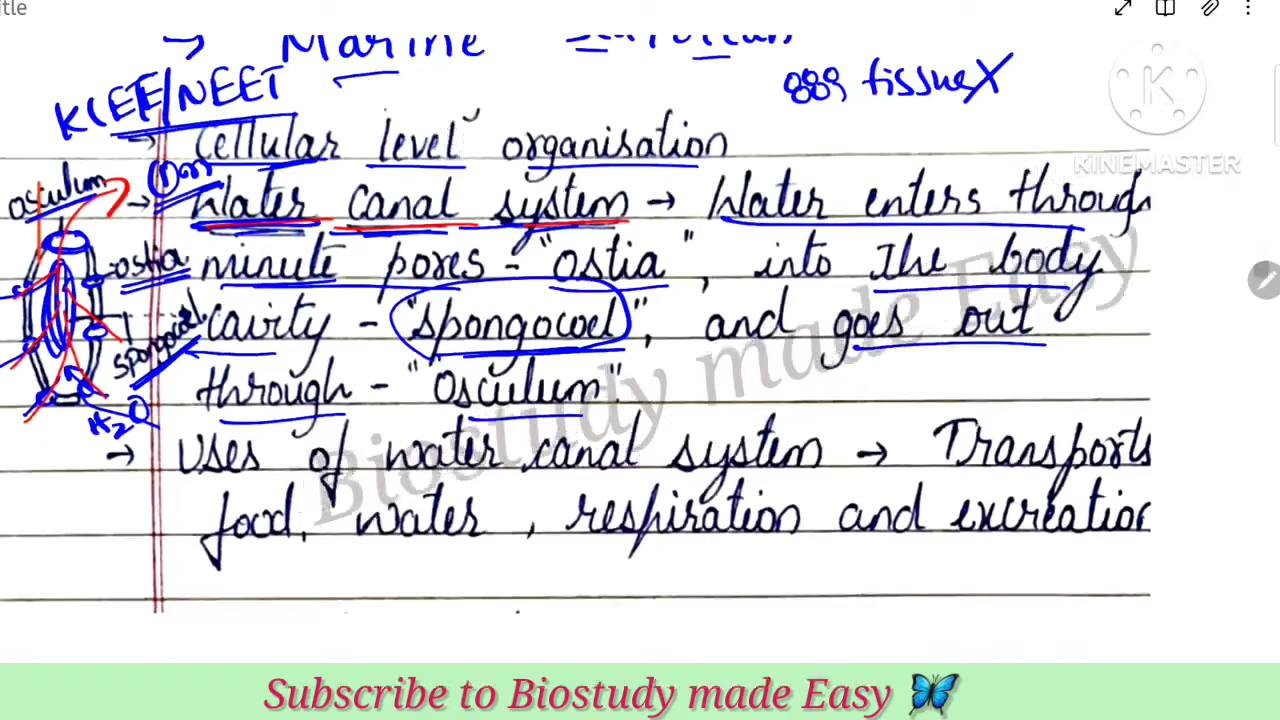 itle
→ Marine
KCET/NEET
tissue X
→ Cellular level organisation
osculum
→ Water canal system → Water enters through
ostia
minute pores - "ostia", into the body
spongocoel
cavity - "spongocoel", and goes out
through - "Osculum".
H₂O
→ Uses of water canal system → Transports
food, water, respiration and excreation
KINEMASTER
Biostudy made Easy
Subscribe to Biostudy made Easy 🦋